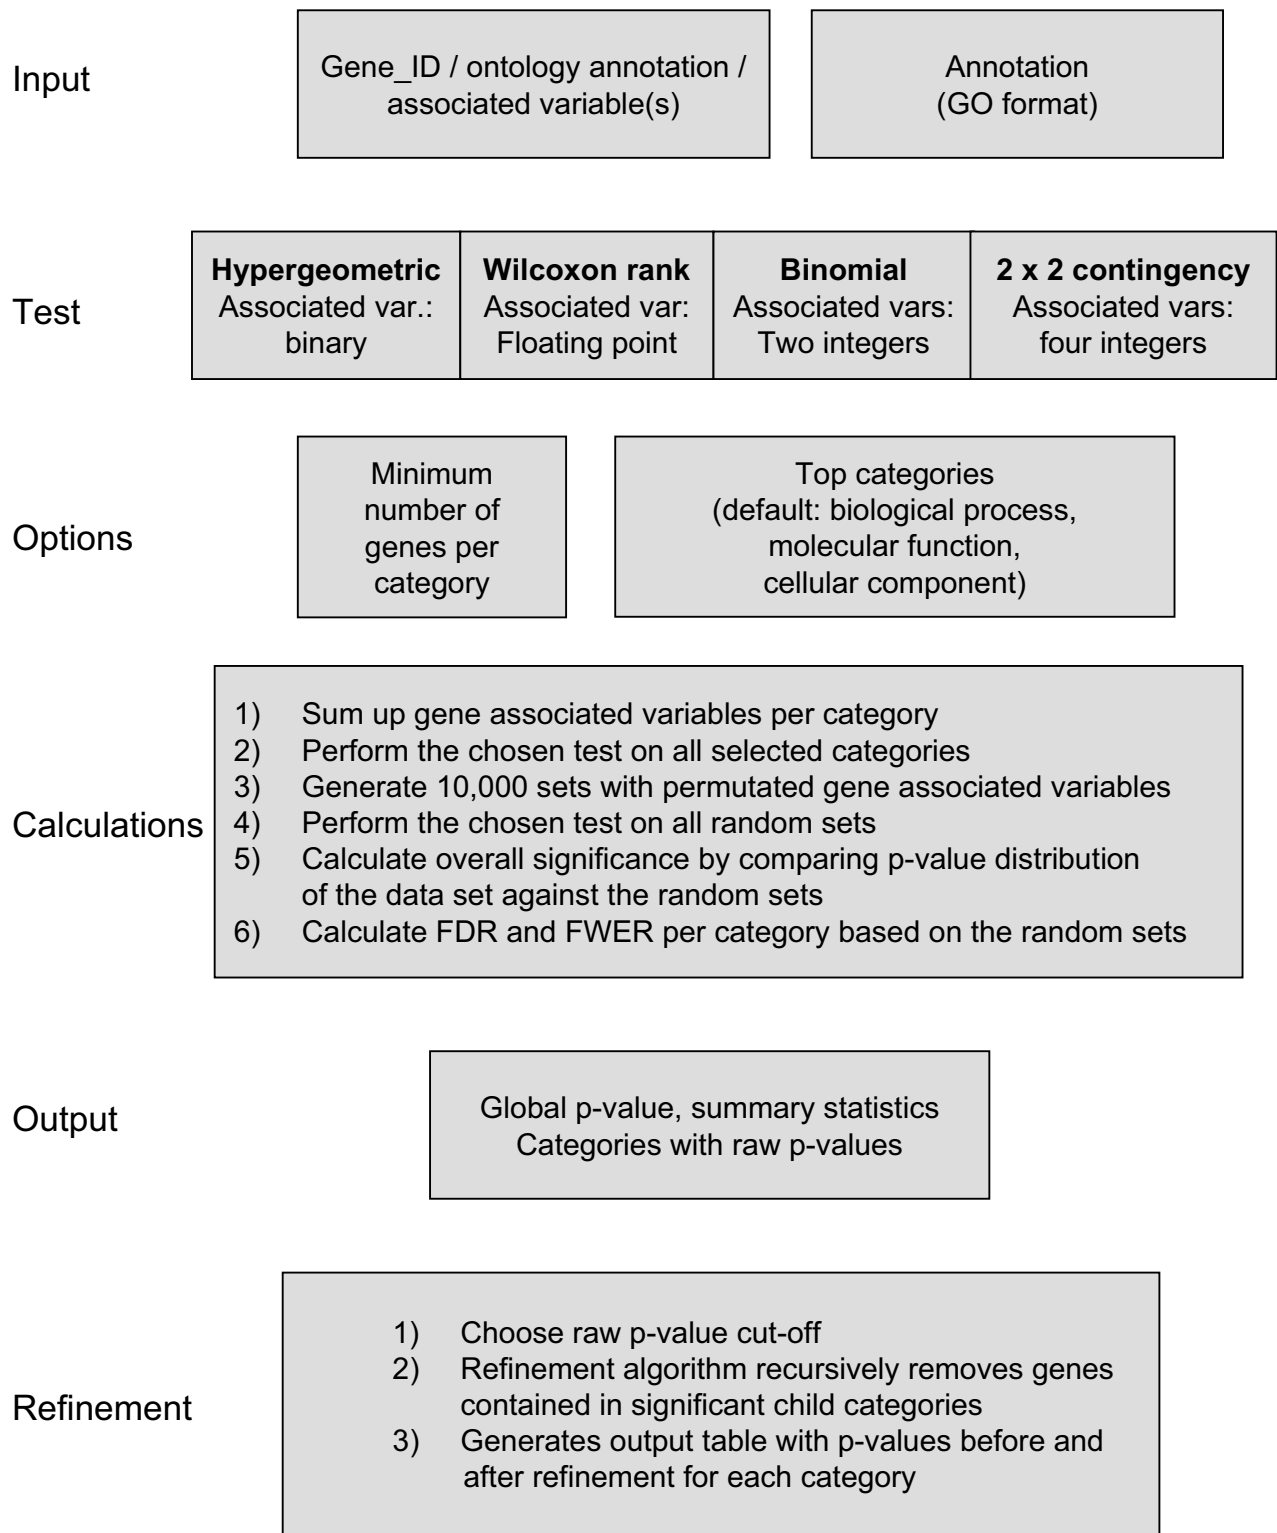 Input
Gene_ID / ontology annotation /
associated variable(s)
Annotation
(GO format)
Test
Hypergeometric
Associated var.:
binary
Wilcoxon rank
Associated var:
Floating point
Binomial
Associated vars:
Two integers
2 x 2 contingency
Associated vars:
four integers
Options
Minimum
number of
genes per
category
Top categories
(default: biological process,
molecular function,
cellular component)
Calculations
1) Sum up gene associated variables per category
2) Perform the chosen test on all selected categories
3) Generate 10,000 sets with permutated gene associated variables
4) Perform the chosen test on all random sets
5) Calculate overall significance by comparing p-value distribution
of the data set against the random sets
6) Calculate FDR and FWER per category based on the random sets
Output
Global p-value, summary statistics
Categories with raw p-values
Refinement
1) Choose raw p-value cut-off
2) Refinement algorithm recursively removes genes
contained in significant child categories
3) Generates output table with p-values before and
after refinement for each category